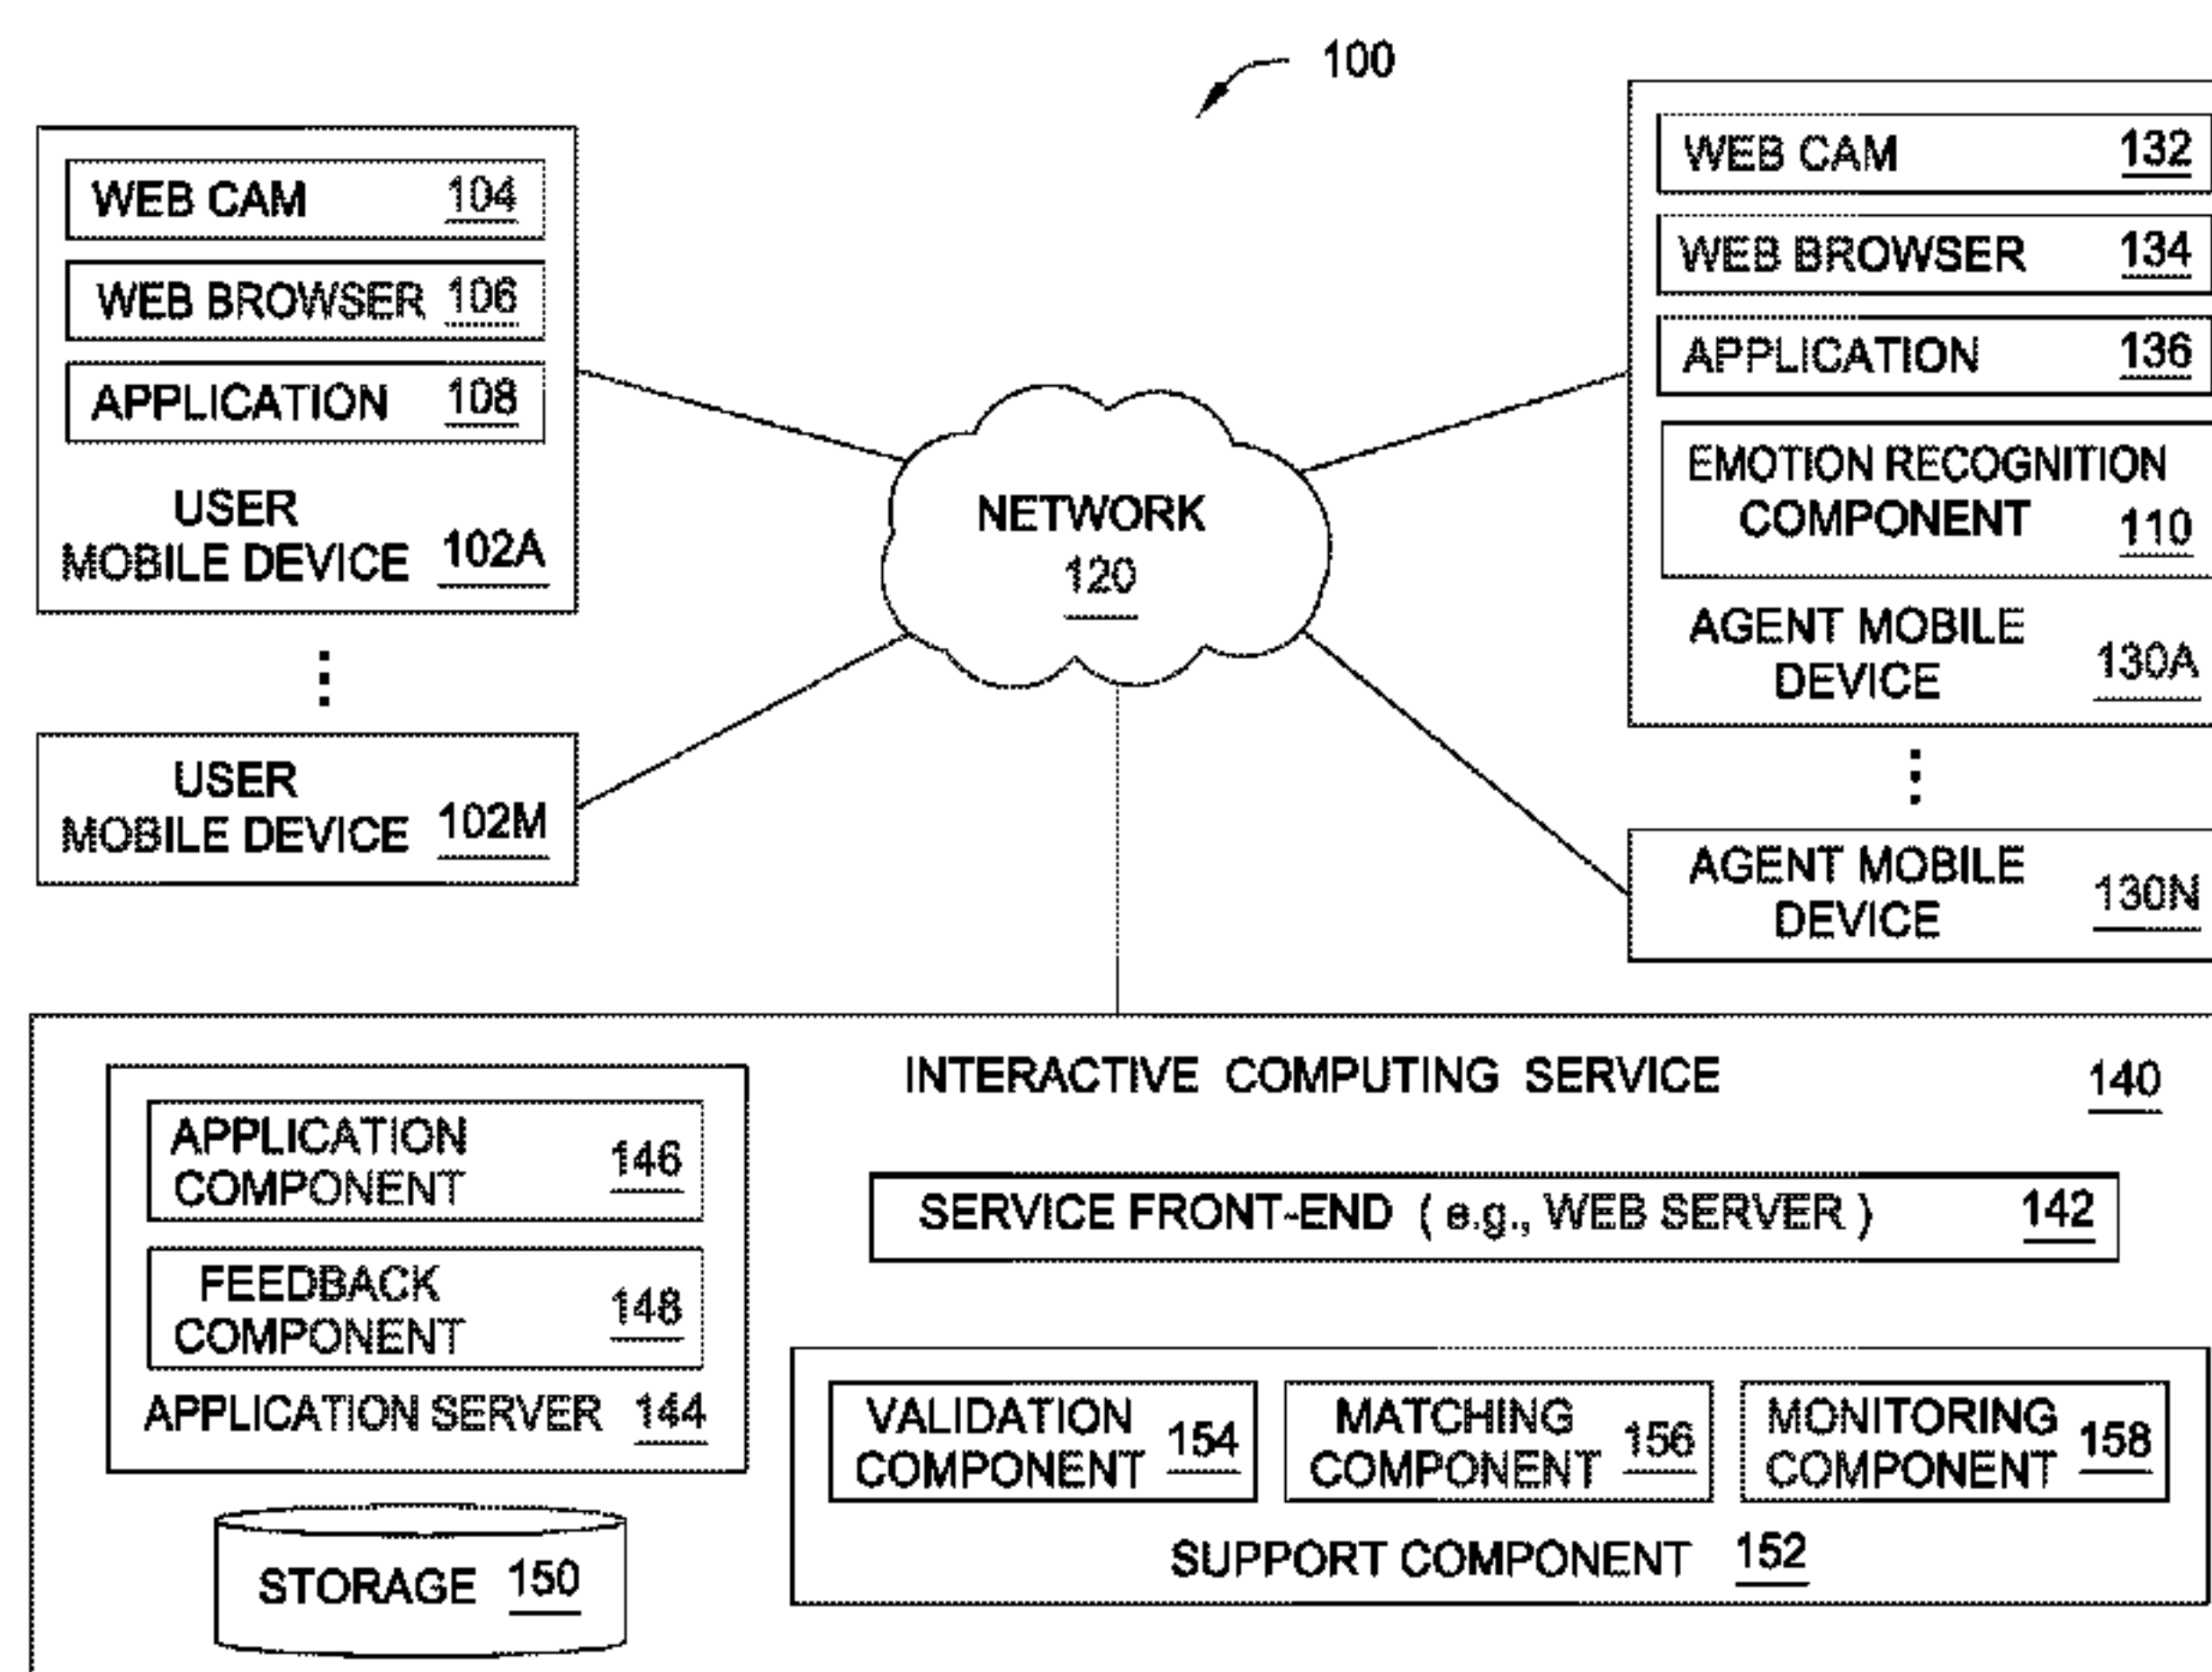 100
WEB CAM 104
WEB BROWSER 106
APPLICATION 108
USER
MOBILE DEVICE 102A
USER
MOBILE DEVICE 102M
NETWORK
120
WEB CAM 132
WEB BROWSER 134
APPLICATION 136
EMOTION RECOGNITION
COMPONENT 110
AGENT MOBILE
DEVICE 130A
AGENT MOBILE
DEVICE 130N
INTERACTIVE COMPUTING SERVICE 140
APPLICATION
COMPONENT 146
FEEDBACK
COMPONENT 148
APPLICATION SERVER 144
STORAGE 150
SERVICE FRONT-END ( e.g., WEB SERVER ) 142
VALIDATION
COMPONENT 154
MATCHING
COMPONENT 156
MONITORING
COMPONENT 158
SUPPORT COMPONENT 152